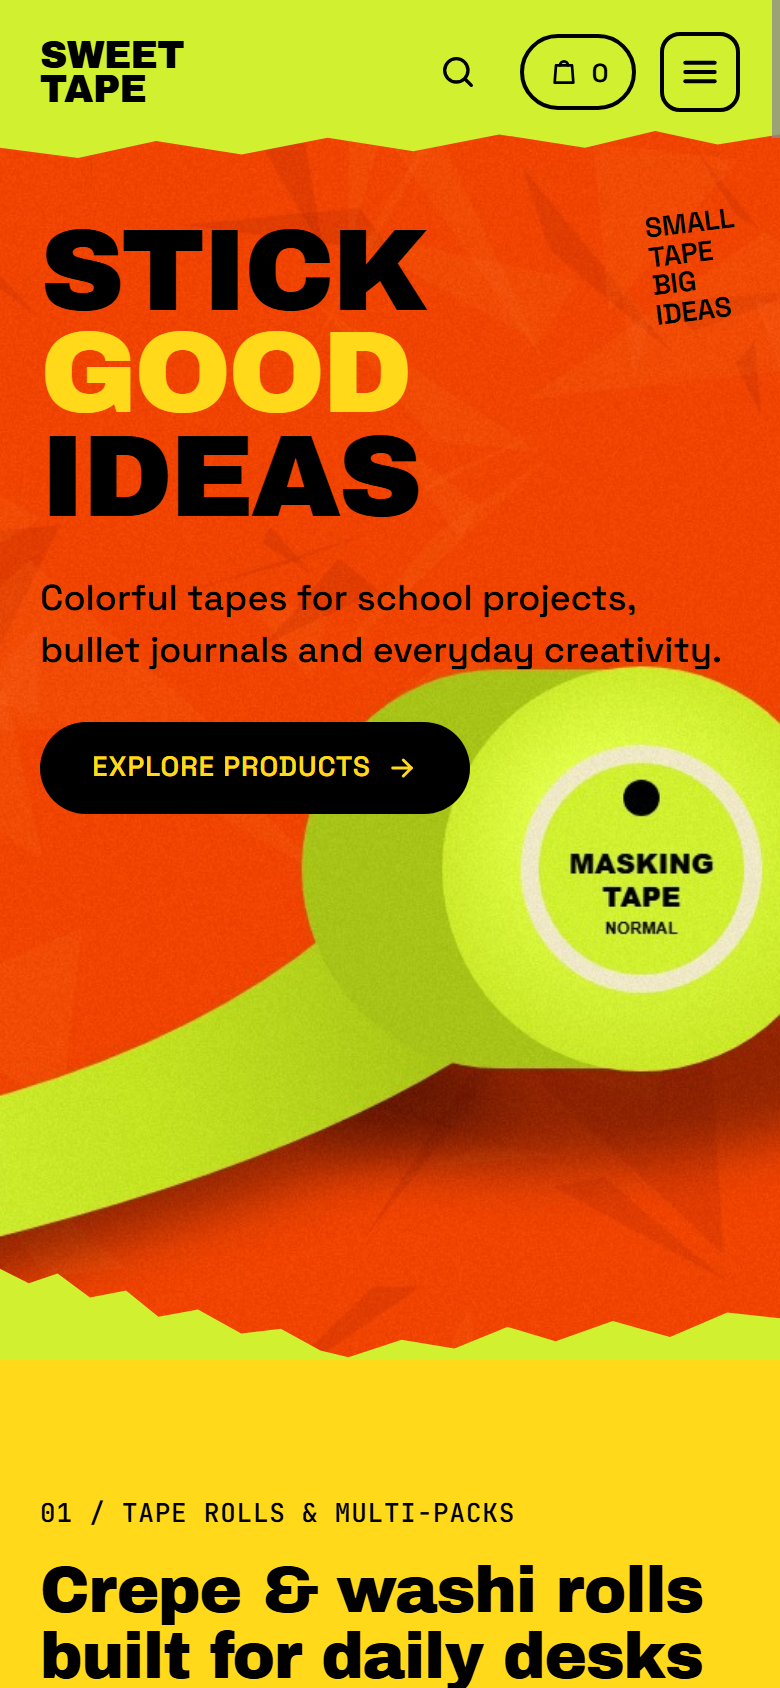 SWEET
TAPE
0
STICK
GOOD
IDEAS
SMALL
TAPE
BIG
IDEAS
Colorful tapes for school projects,
bullet journals and everyday creativity.
EXPLORE PRODUCTS →
MASKING
TAPE
NORMAL
01 / TAPE ROLLS & MULTI-PACKS
Crepe & washi rolls
built for daily desks